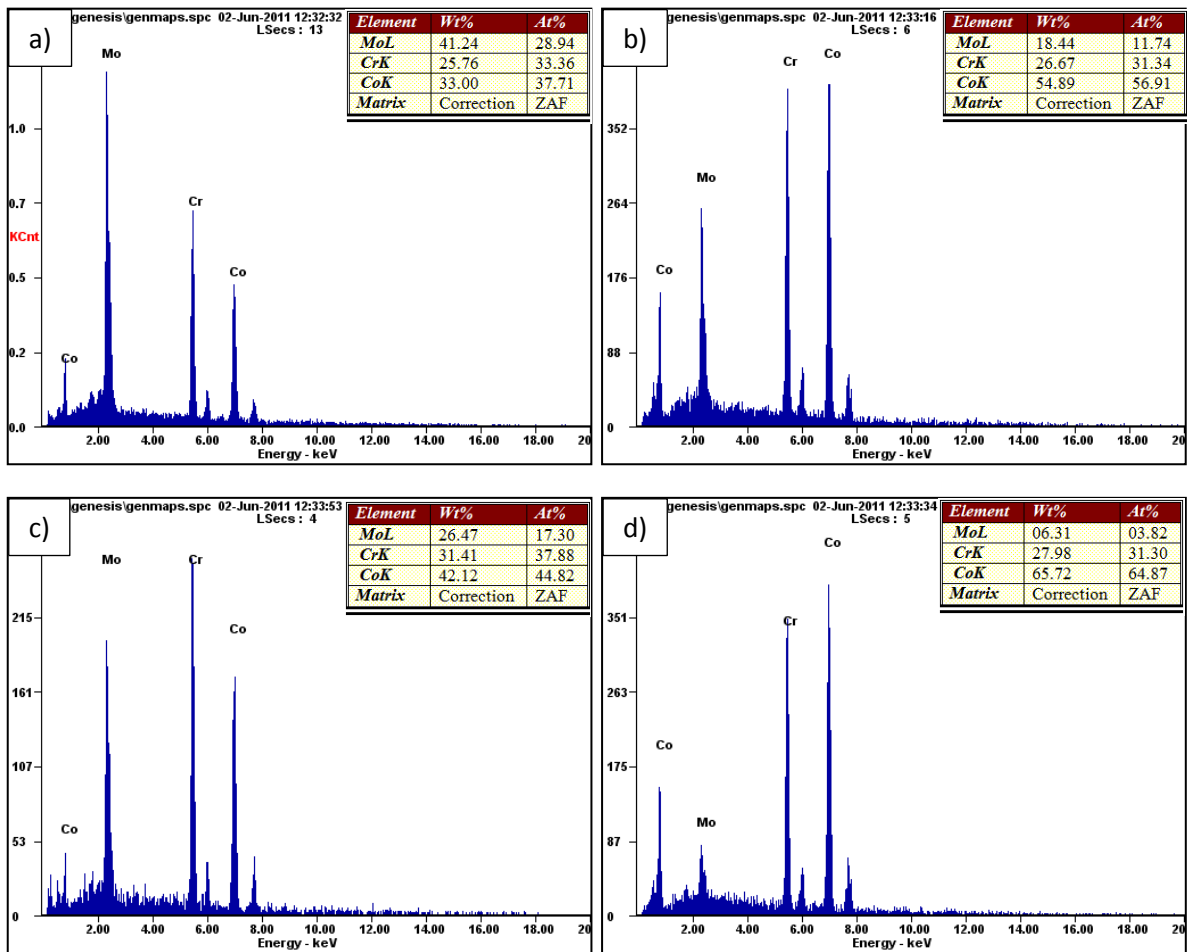 a)
genesis\genmaps.spc 02-Jun-2011 12:32:32
LSecs : 13
Element Wt% At%
MoL 41.24 28.94
CrK 25.76 33.36
CoK 33.00 37.71
Matrix Correction ZAF
Mo
Cr
Co
Co
1.0
0.7
KCnt
0.5
0.2
0.0
2.00 4.00 6.00 8.00 10.00 12.00 14.00 16.00 18.00 20
Energy - keV
b)
genesis\genmaps.spc 02-Jun-2011 12:33:16
LSecs : 6
Element Wt% At%
MoL 18.44 11.74
CrK 26.67 31.34
CoK 54.89 56.91
Matrix Correction ZAF
Co
Cr
Mo
Co
352
264
176
88
0
2.00 4.00 6.00 8.00 10.00 12.00 14.00 16.00 18.00 20
Energy - keV
c)
genesis\genmaps.spc 02-Jun-2011 12:33:53
LSecs : 4
Element Wt% At%
MoL 26.47 17.30
CrK 31.41 37.88
CoK 42.12 44.82
Matrix Correction ZAF
Mo Cr
Co
Co
215
161
107
53
0
2.00 4.00 6.00 8.00 10.00 12.00 14.00 16.00 18.00 20
Energy - keV
d)
genesis\genmaps.spc 02-Jun-2011 12:33:34
LSecs : 5
Element Wt% At%
MoL 06.31 03.82
CrK 27.98 31.30
CoK 65.72 64.87
Matrix Correction ZAF
Co
Cr
Co
Mo
351
263
175
87
0
2.00 4.00 6.00 8.00 10.00 12.00 14.00 16.00 18.00 20
Energy - keV